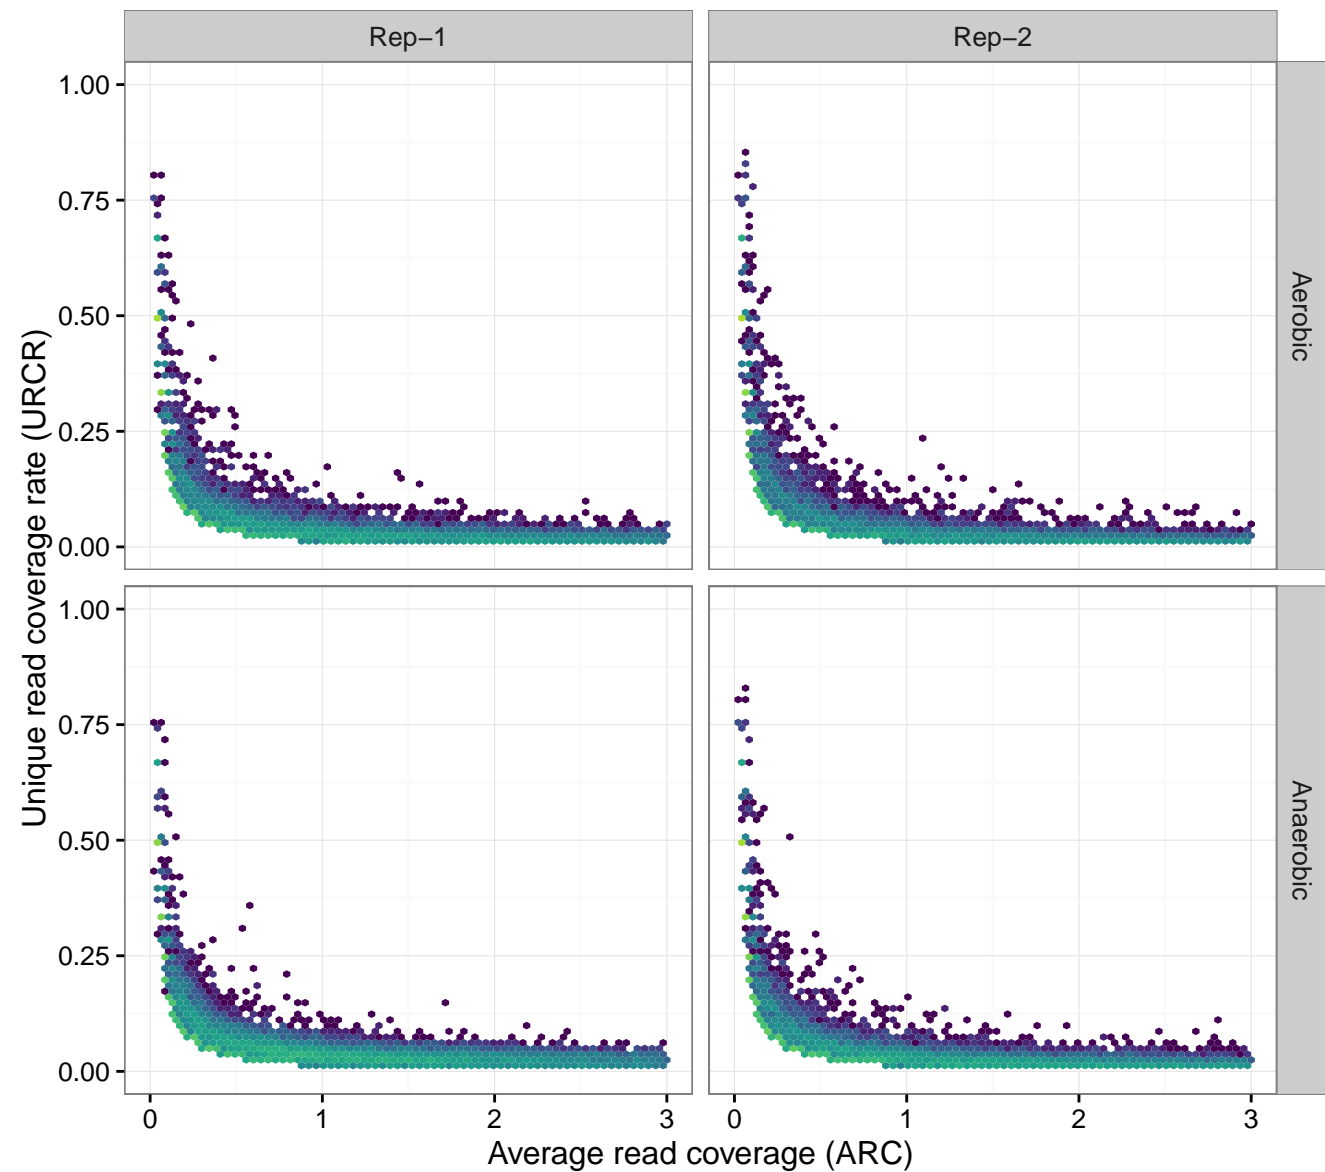 Rep−1
Rep−2
1.00
0.75
0.50
0.25
0.00
Aerobic
1.00
0.75
0.50
0.25
0.00
Anaerobic
Unique read coverage rate (URCR)
0 1 2 3
0 1 2 3
Average read coverage (ARC)